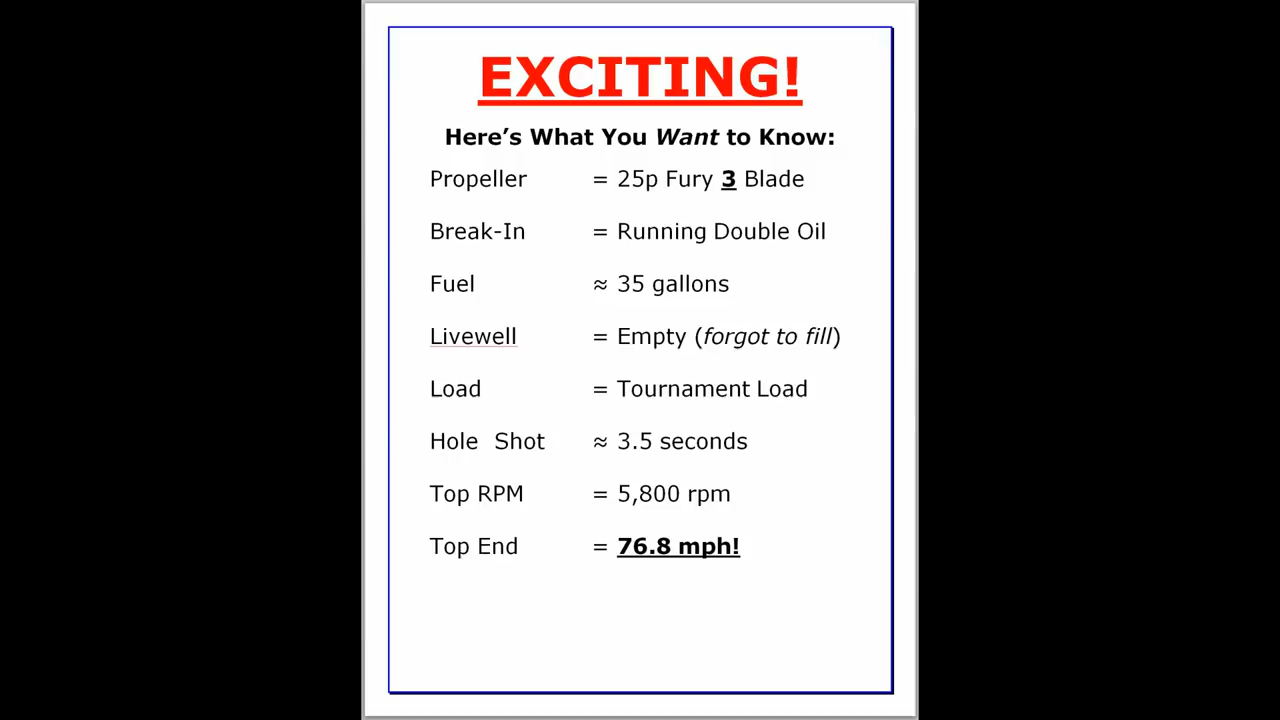 EXCITING!
Here’s What You Want to Know:
Propeller = 25p Fury 3 Blade
Break-In = Running Double Oil
Fuel ≈ 35 gallons
Livewell = Empty (forgot to fill)
Load = Tournament Load
Hole Shot ≈ 3.5 seconds
Top RPM = 5,800 rpm
Top End = 76.8 mph!